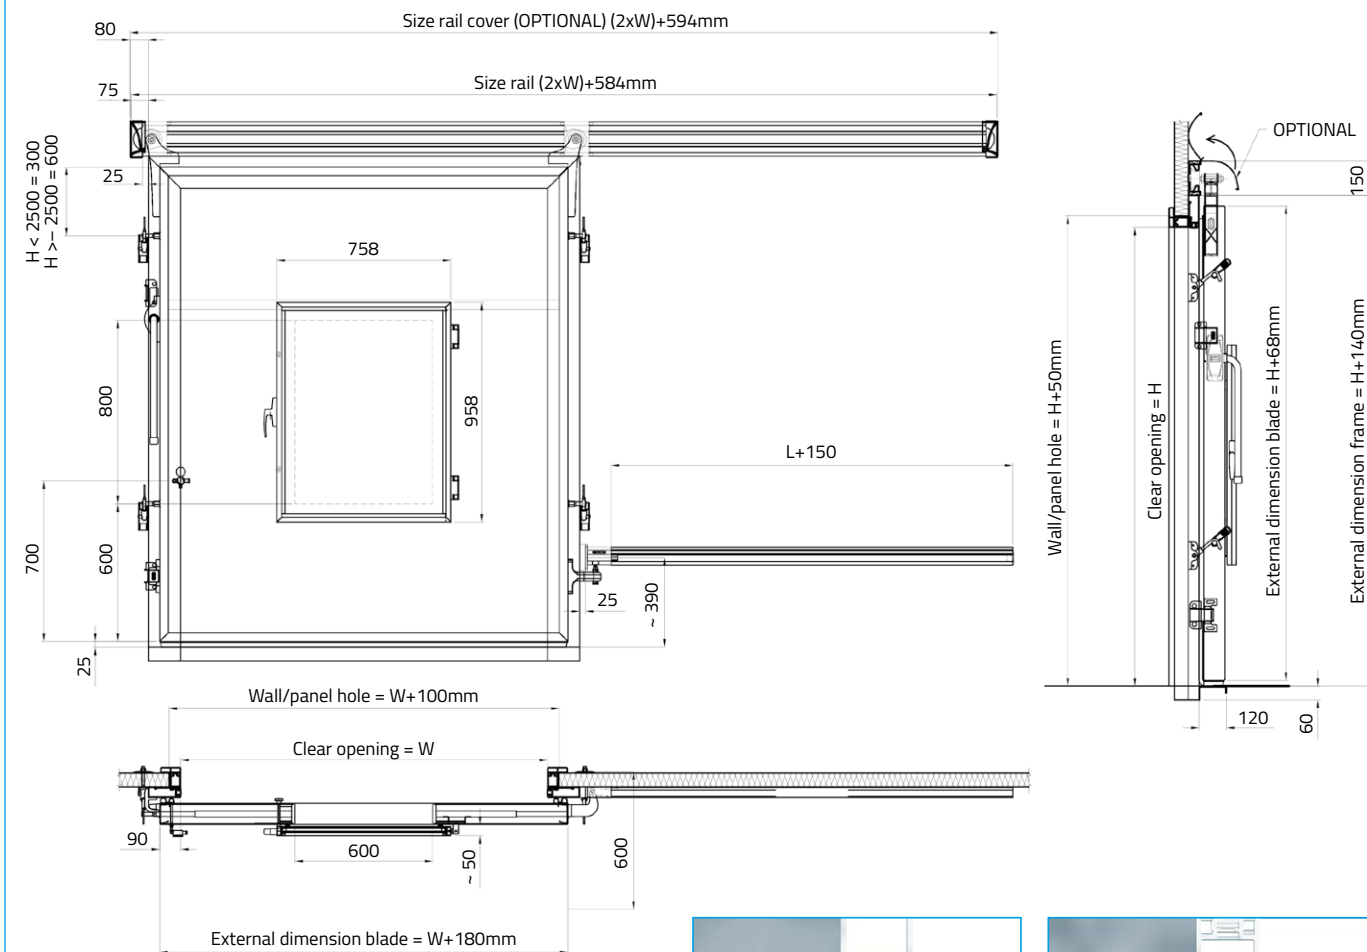 Size rail cover (OPTIONAL) (2xW)+594mm
80
Size rail (2xW)+584mm
75
H < 2500 = 300
H >— 2500 = 600
25
758
800
958
L+150
700
600
25
~ 390
25
OPTIONAL
150
Wall/panel hole = H+50mm
Clear opening = H
External dimension blade = H+68mm
External dimension frame = H+140mm
120
60
Wall/panel hole = W+100mm
Clear opening = W
90
600
~ 50
600
External dimension blade = W+180mm